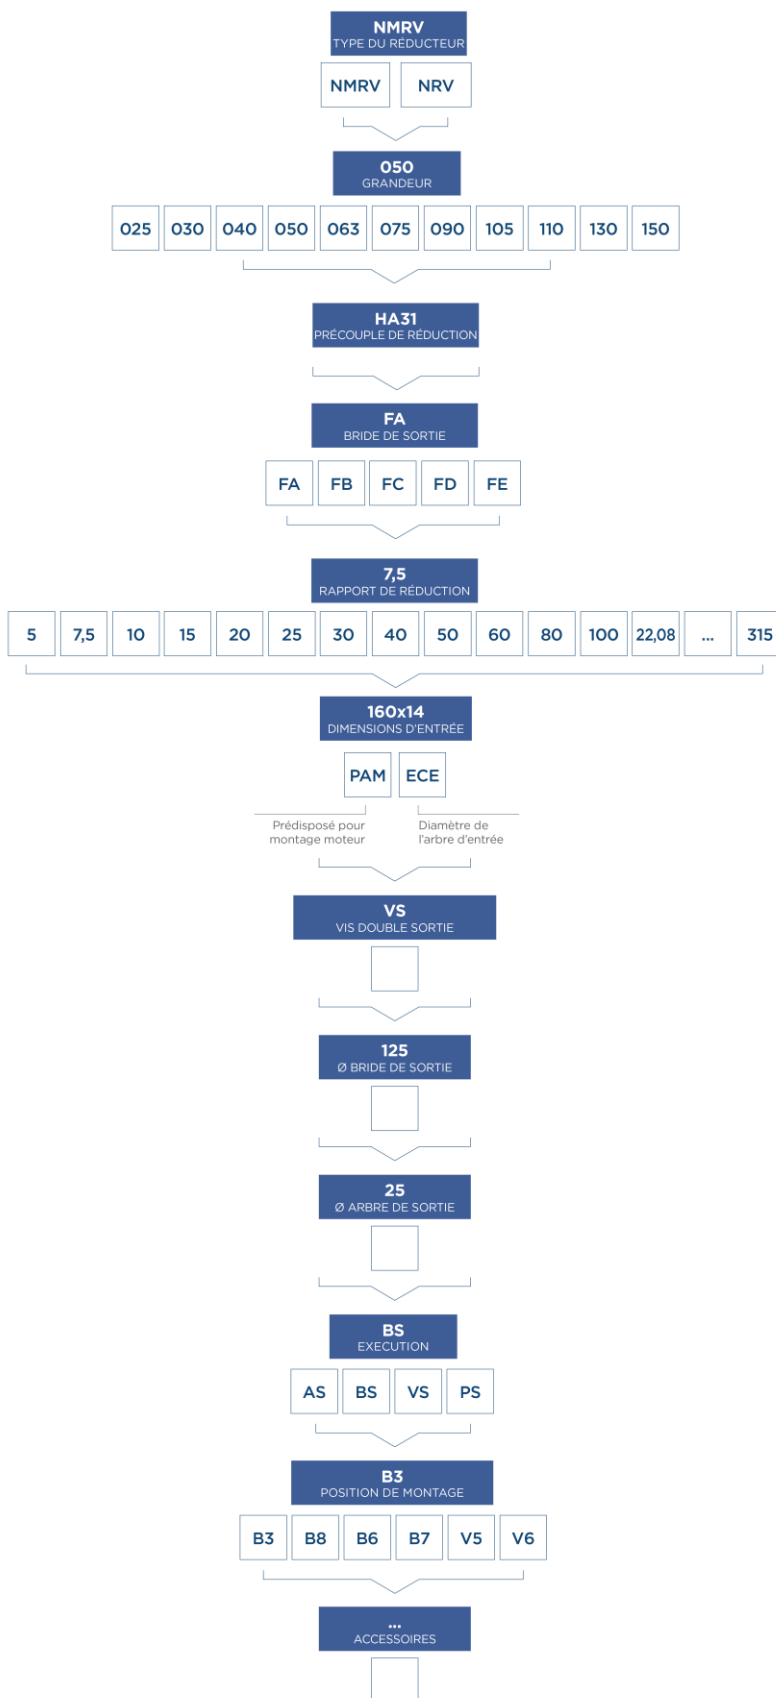 NMRV
TYPE DU RÉDUCTEUR
NMRV NRV
050
GRANDEUR
025 030 040 050 063 075 090 105 110 130 150
HA31
PRÉCOUPLE DE RÉDUCTION
FA
BRIDE DE SORTIE
FA FB FC FD FE
7,5
RAPPORT DE RÉDUCTION
5 7,5 10 15 20 25 30 40 50 60 80 100 22,08 ... 315
160x14
DIMENSIONS D'ENTRÉE
PAM ECE
Prédisposé pour
montage moteur
Diamètre de
l'arbre d'entrée
VS
VIS DOUBLE SORTIE
125
Ø BRIDE DE SORTIE
25
Ø ARBRE DE SORTIE
BS
EXECUTION
AS BS VS PS
B3
POSITION DE MONTAGE
B3 B8 B6 B7 V5 V6
...
ACCESSOIRES